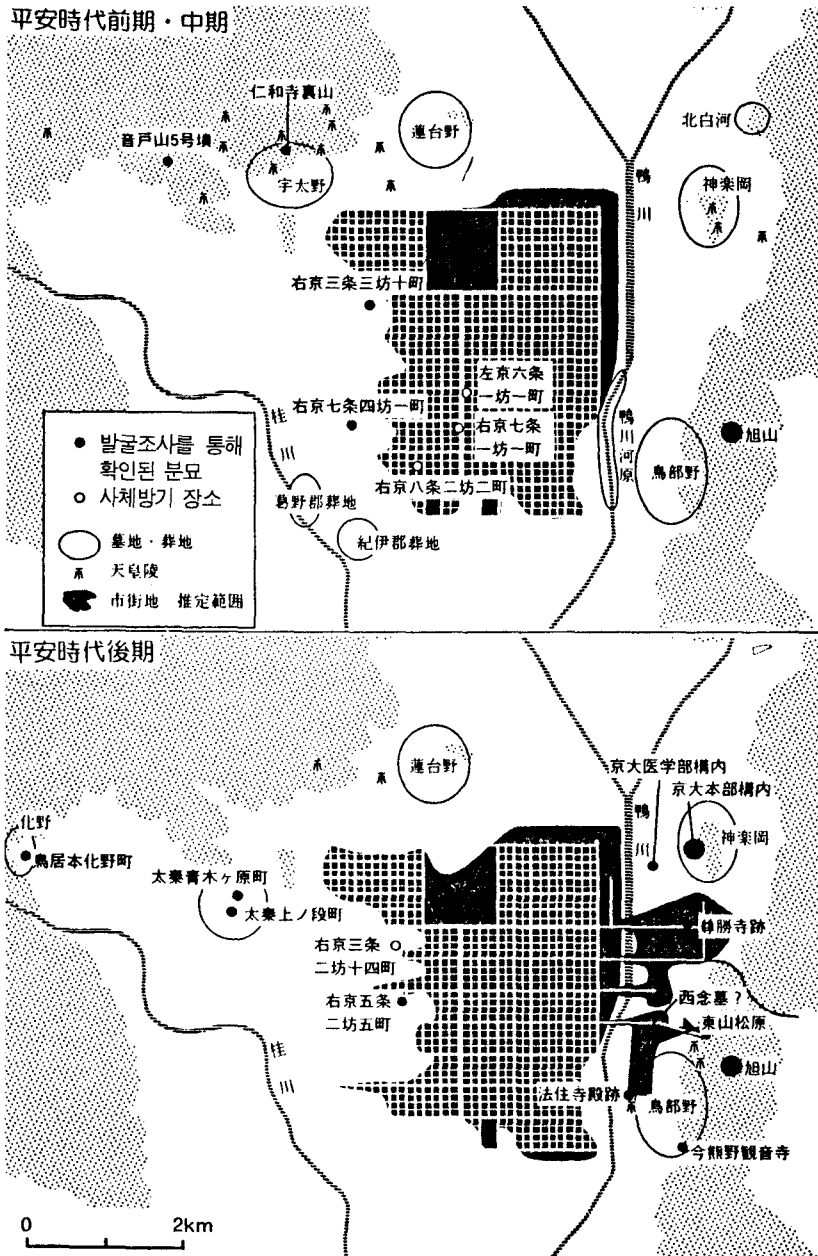 平安時代前期・中期
仁和寺裏山
音戸山5号墳
宇太野
蓮台野
北白河
神楽岡
鴨
川
右京三条三坊十町
左京六条
一坊一町
右京七条四坊一町
右京七条
一坊一町
右京八条二坊二町
鴨川河原
鳥部野
旭山
桂
川
葛野郡葬地
紀伊郡葬地
● 발굴조사를 통해
확인된 분묘
○ 사체방기 장소
墓地・葬地
天皇陵
市街地 推定範囲
平安時代後期
蓮台野
京大医学部構内
京大本部構内
鴨
川
神楽岡
化野
鳥居本化野町
太秦青木ヶ原町
太秦上ノ段町
尊勝寺跡
右京三条
二坊十四町
右京五条
二坊五町
西念墓？
東山松原
旭山
桂
川
法住寺殿跡
鳥部野
今熊野観音寺
0 2km